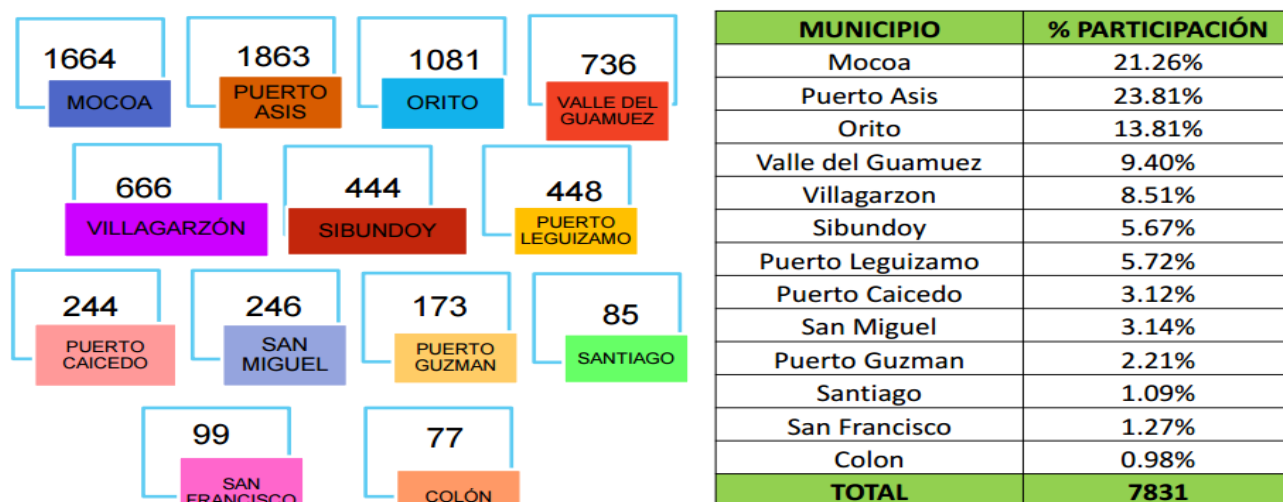 1664
MOCOA
1863
PUERTO
ASIS
1081
ORITO
736
VALLE DEL
GUAMUEZ
666
VILLAGARZÓN
444
SIBUNDOY
448
PUERTO
LEGUIZAMO
244
PUERTO
CAICEDO
246
SAN
MIGUEL
173
PUERTO
GUZMAN
85
SANTIAGO
99
SAN
FRANCISCO
77
COLÓN
MUNICIPIO % PARTICIPACIÓN
Mocoa 21.26%
Puerto Asis 23.81%
Orito 13.81%
Valle del Guamuez 9.40%
Villagarzon 8.51%
Sibundoy 5.67%
Puerto Leguizamo 5.72%
Puerto Caicedo 3.12%
San Miguel 3.14%
Puerto Guzman 2.21%
Santiago 1.09%
San Francisco 1.27%
Colon 0.98%
TOTAL 7831